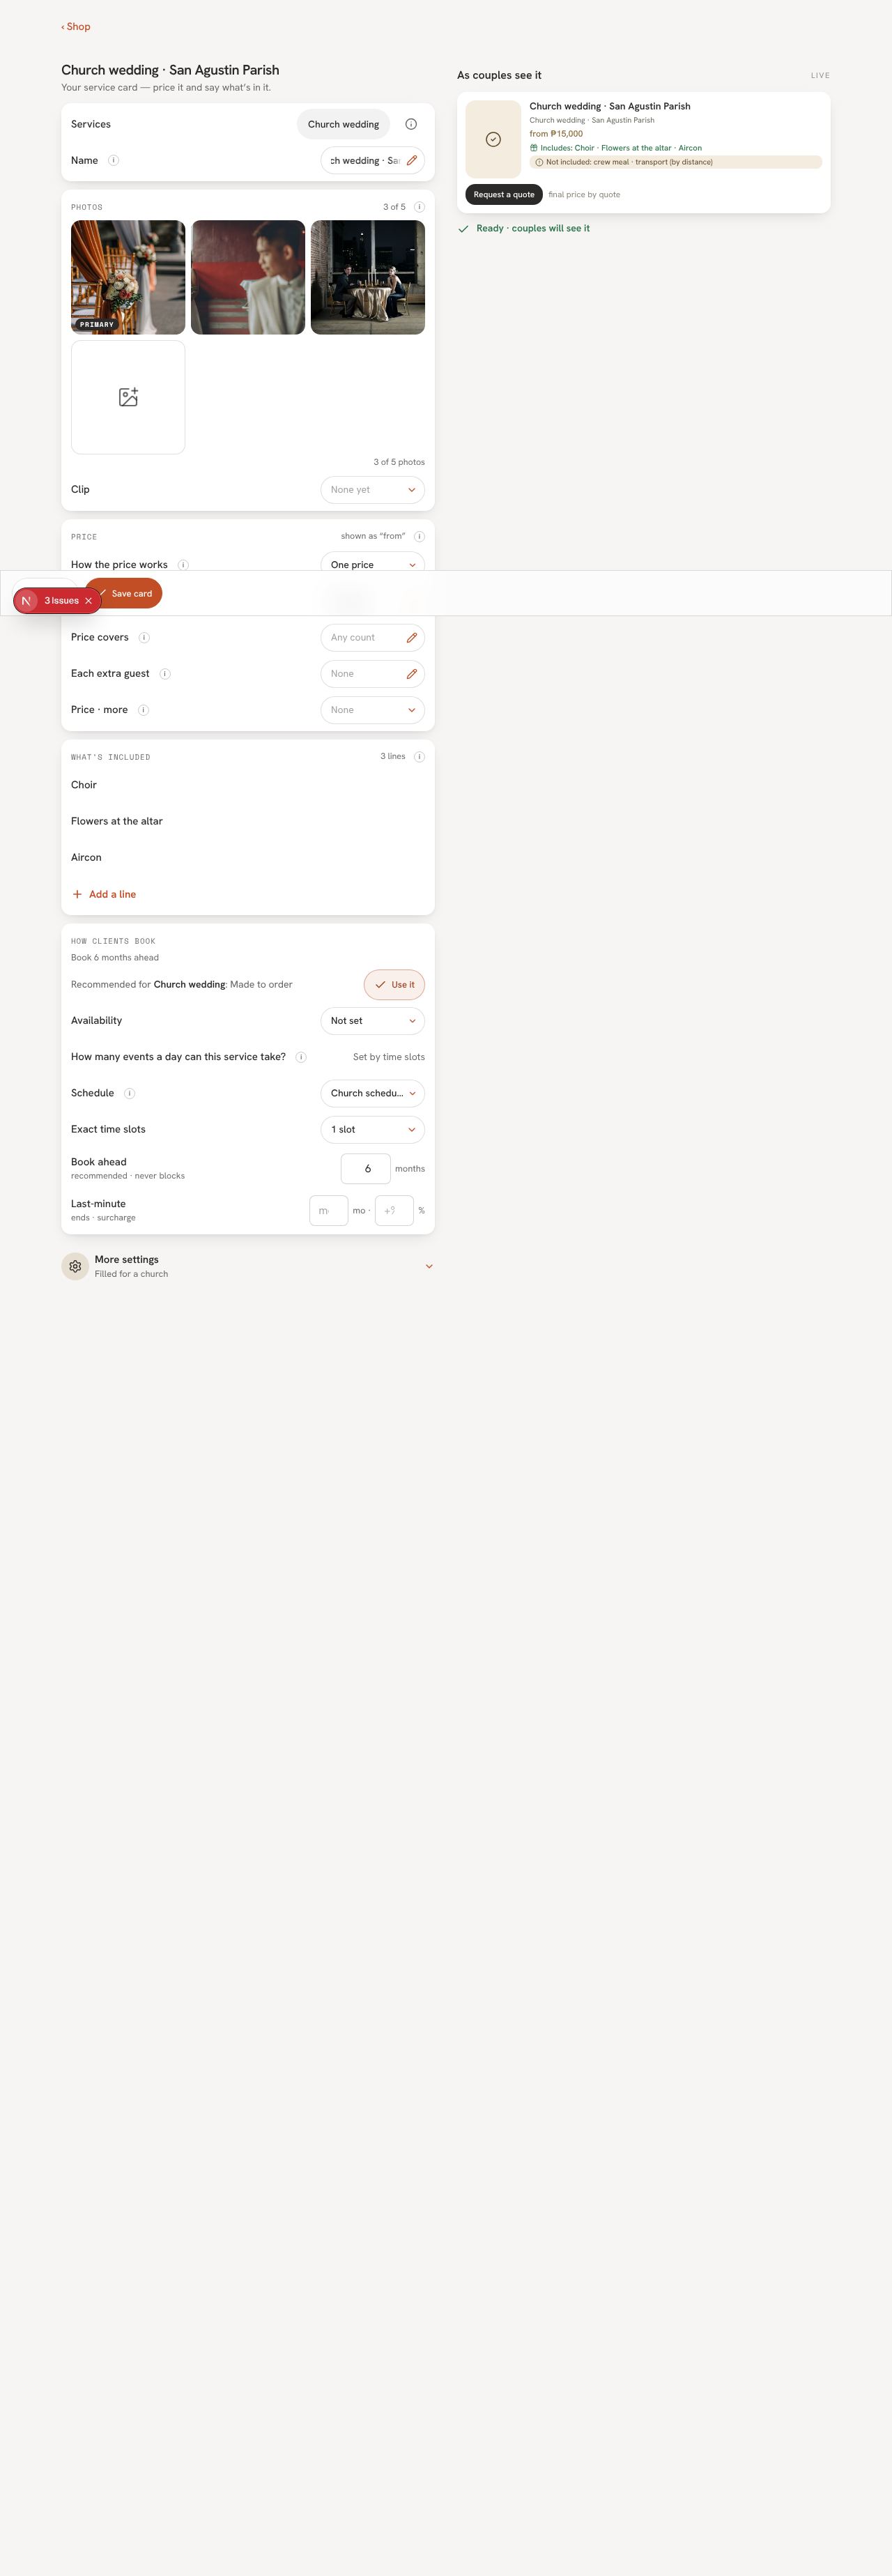 ‹ Shop
Church wedding · San Agustin Parish
Your service card — price it and say what's in it.
Services
Church wedding
Name
ch wedding · Sa
PHOTOS
3 of 5
PRIMARY
3 of 5 photos
Clip
None yet
PRICE
shown as "from"
How the price works
One price
3 Issues
Save card
Price covers
Any count
Each extra guest
None
Price · more
None
WHAT'S INCLUDED
3 lines
Choir
Flowers at the altar
Aircon
Add a line
HOW CLIENTS BOOK
Book 6 months ahead
Recommended for Church wedding: Made to order
Use it
Availability
Not set
How many events a day can this service take?
Set by time slots
Schedule
Church schedu...
Exact time slots
1 slot
Book ahead
6 months
recommended · never blocks
Last-minute
mo · %
ends · surcharge
More settings
Filled for a church
As couples see it
LIVE
Church wedding · San Agustin Parish
Church wedding · San Agustin Parish
from ₱15,000
Includes: Choir · Flowers at the altar · Aircon
Not included: crew meal · transport (by distance)
Request a quote
final price by quote
Ready · couples will see it